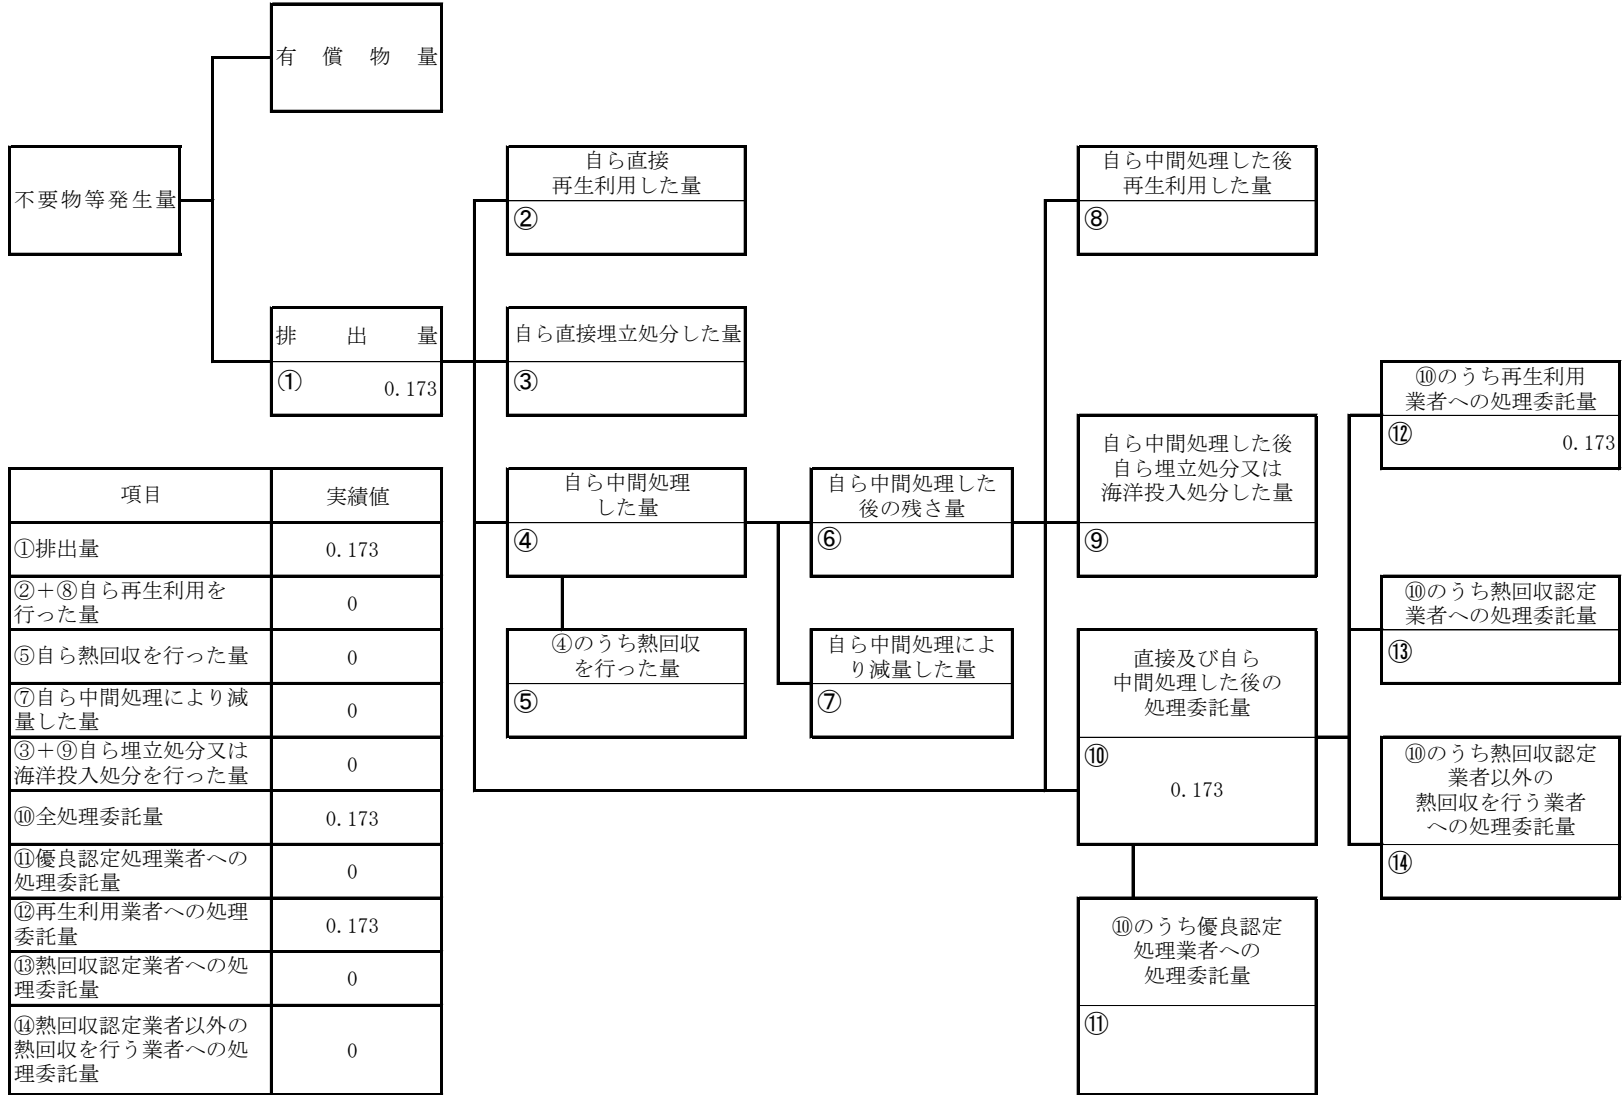 有償物量
不要物等発生量
排出量
① 0.173
自ら直接
再生利用した量
②
自ら直接埋立処分した量
③
自ら中間処理
した量
④
④のうち熱回収
を行った量
⑤
自ら中間処理した
後の残さ量
⑥
自ら中間処理によ
り減量した量
⑦
自ら中間処理した後
再生利用した量
⑧
自ら中間処理した後
自ら埋立処分又は
海洋投入処分した量
⑨
直接及び自ら
中間処理した後の
処理委託量
⑩
0.173
⑩のうち優良認定
処理業者への
処理委託量
⑪
⑩のうち再生利用
業者への処理委託量
⑫ 0.173
⑩のうち熱回収認定
業者への処理委託量
⑬
⑩のうち熱回収認定
業者以外の
熱回収を行う業者
への処理委託量
⑭
項目 実績値
①排出量 0.173
②+⑧自ら再生利用を
行った量 0
⑤自ら熱回収を行った量 0
⑦自ら中間処理により減
量した量 0
③+⑨自ら埋立処分又は
海洋投入処分を行った量 0
⑩全処理委託量 0.173
⑪優良認定処理業者への
処理委託量 0
⑫再生利用業者への処理
委託量 0.173
⑬熱回収認定業者への処
理委託量 0
⑭熱回収認定業者以外の
熱回収を行う業者への処
理委託量 0